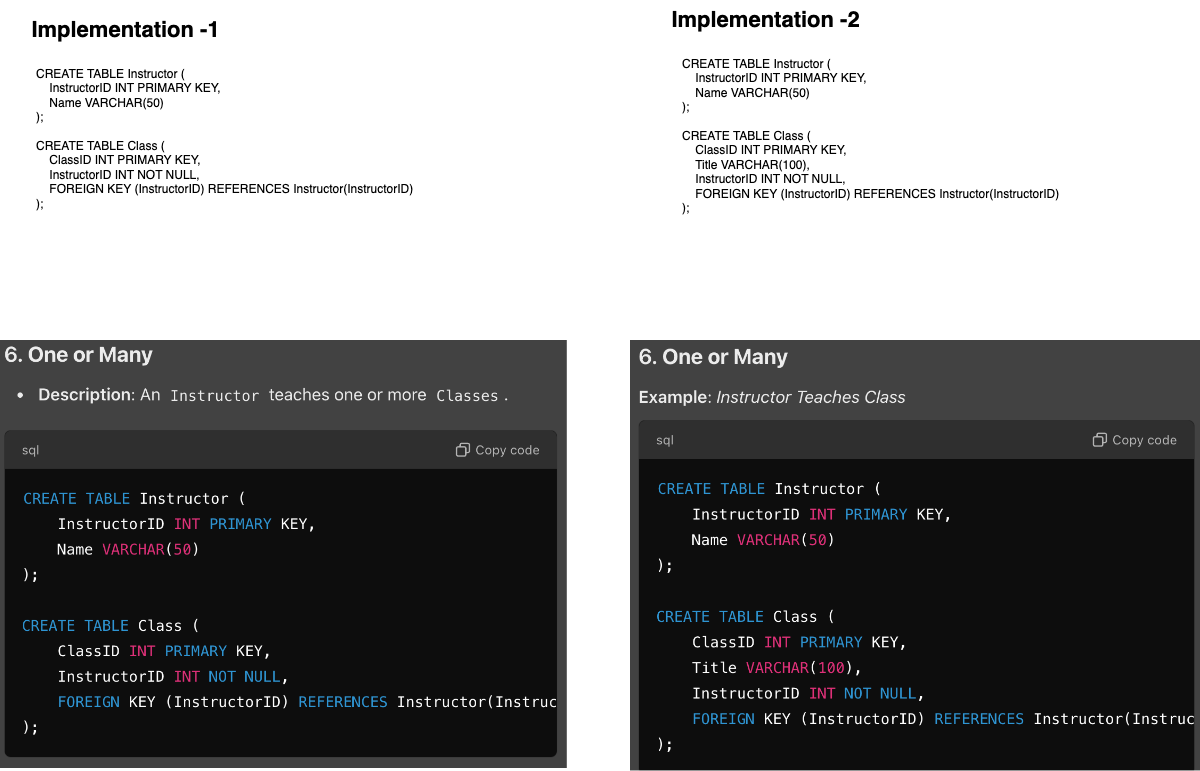 Implementation -1
CREATE TABLE Instructor (
InstructorID INT PRIMARY KEY,
Name VARCHAR(50)
);
CREATE TABLE Class (
ClassID INT PRIMARY KEY,
InstructorID INT NOT NULL,
FOREIGN KEY (InstructorID) REFERENCES Instructor(InstructorID)
);
Implementation -2
CREATE TABLE Instructor (
InstructorID INT PRIMARY KEY,
Name VARCHAR(50)
);
CREATE TABLE Class (
ClassID INT PRIMARY KEY,
Title VARCHAR(100),
InstructorID INT NOT NULL,
FOREIGN KEY (InstructorID) REFERENCES Instructor(InstructorID)
);
6. One or Many
• Description: An Instructor teaches one or more Classes .
sql Copy code
CREATE TABLE Instructor (
InstructorID INT PRIMARY KEY,
Name VARCHAR(50)
);
CREATE TABLE Class (
ClassID INT PRIMARY KEY,
InstructorID INT NOT NULL,
FOREIGN KEY (InstructorID) REFERENCES Instructor(Instruc
);
6. One or Many
Example: Instructor Teaches Class
sql Copy code
CREATE TABLE Instructor (
InstructorID INT PRIMARY KEY,
Name VARCHAR(50)
);
CREATE TABLE Class (
ClassID INT PRIMARY KEY,
Title VARCHAR(100),
InstructorID INT NOT NULL,
FOREIGN KEY (InstructorID) REFERENCES Instructor(Instruc
);